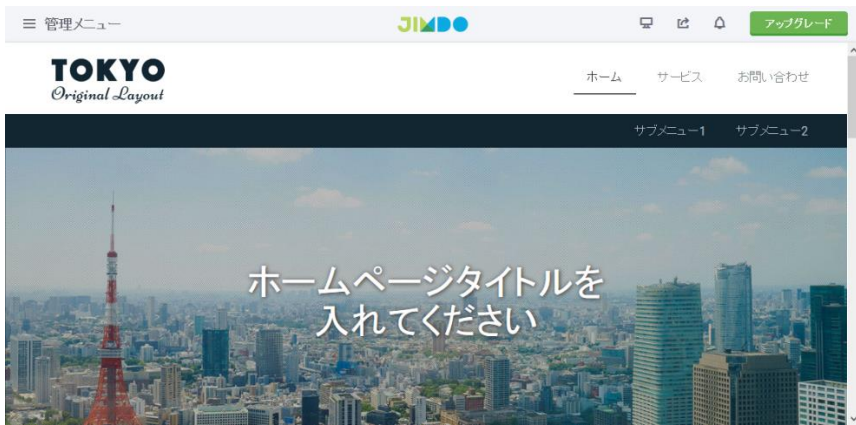 管理メニュー
JIMDO
アップグレード
TOKYO
Original Layout
ホーム
サービス
お問い合わせ
サブメニュー1
サブメニュー2
ホームページタイトルを
入れてください